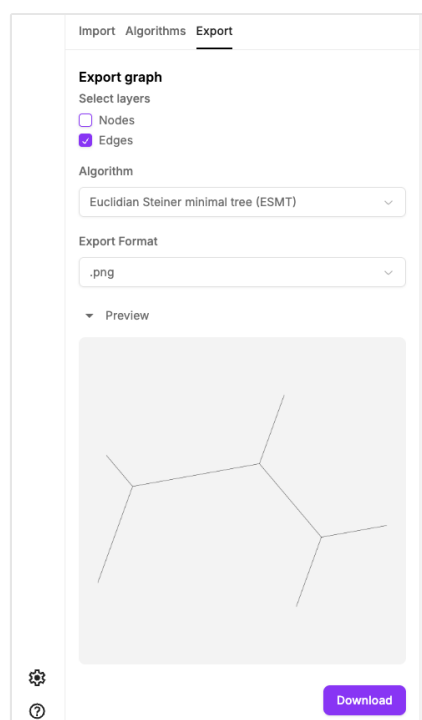 Import Algorithms Export
Export graph
Select layers
Nodes
Edges
Algorithm
Euclidian Steiner minimal tree (ESMT)
Export Format
.png
Preview
Download